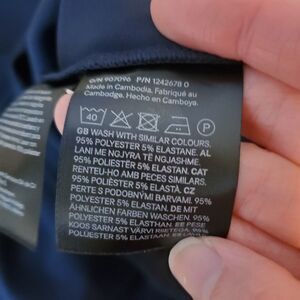 O/N 907096 P/N 1242678 0
Made in Cambodia. Fabriqué au
Cambodge. Hecho en Camboya.
40 P
GB WASH WITH SIMILAR COLOURS.
95% POLYESTER 5% ELASTANE. AL
LANI ME NGJYRA TË NGJASHME
95% POLIESTER 5% ELASTAN. CAT
RENTEU-HO AMB PECES SIMILARS.
95% POLIÈSTER 5% ELASTÀ. CZ
PERTE S PODOBNÝMI BARVAMI. 95%
POLYESTER 5% ELASTAN. DE MIT
ÄHNLICHEN FARBEN WASCHEN. 95%
POLYESTER 5% ELASTHAN. EE PESE
KOOS SARNAST VÄRVI RIIETEGA. 95%
POLÜESTER 5% ELASTAAN.